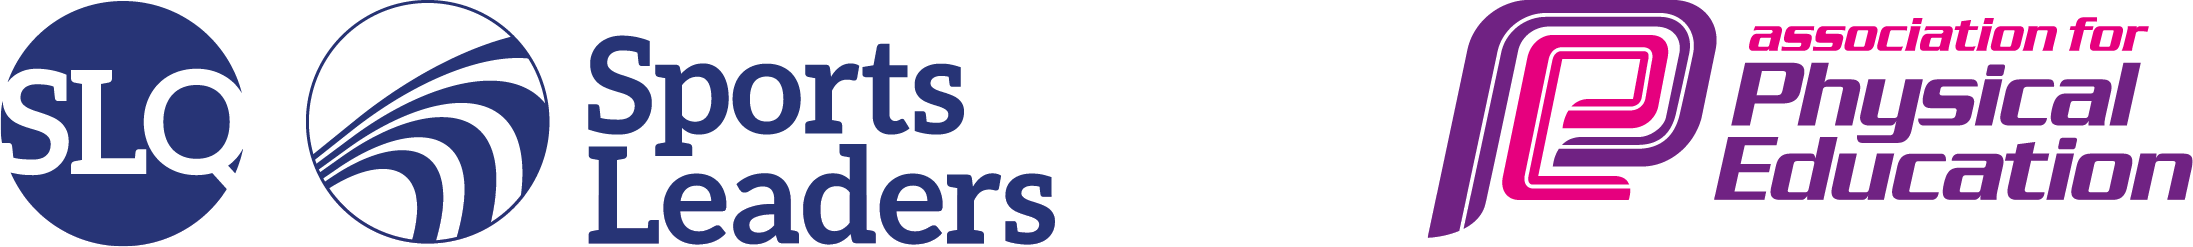 SLQ
Sports
Leaders
association for
Physical
Education